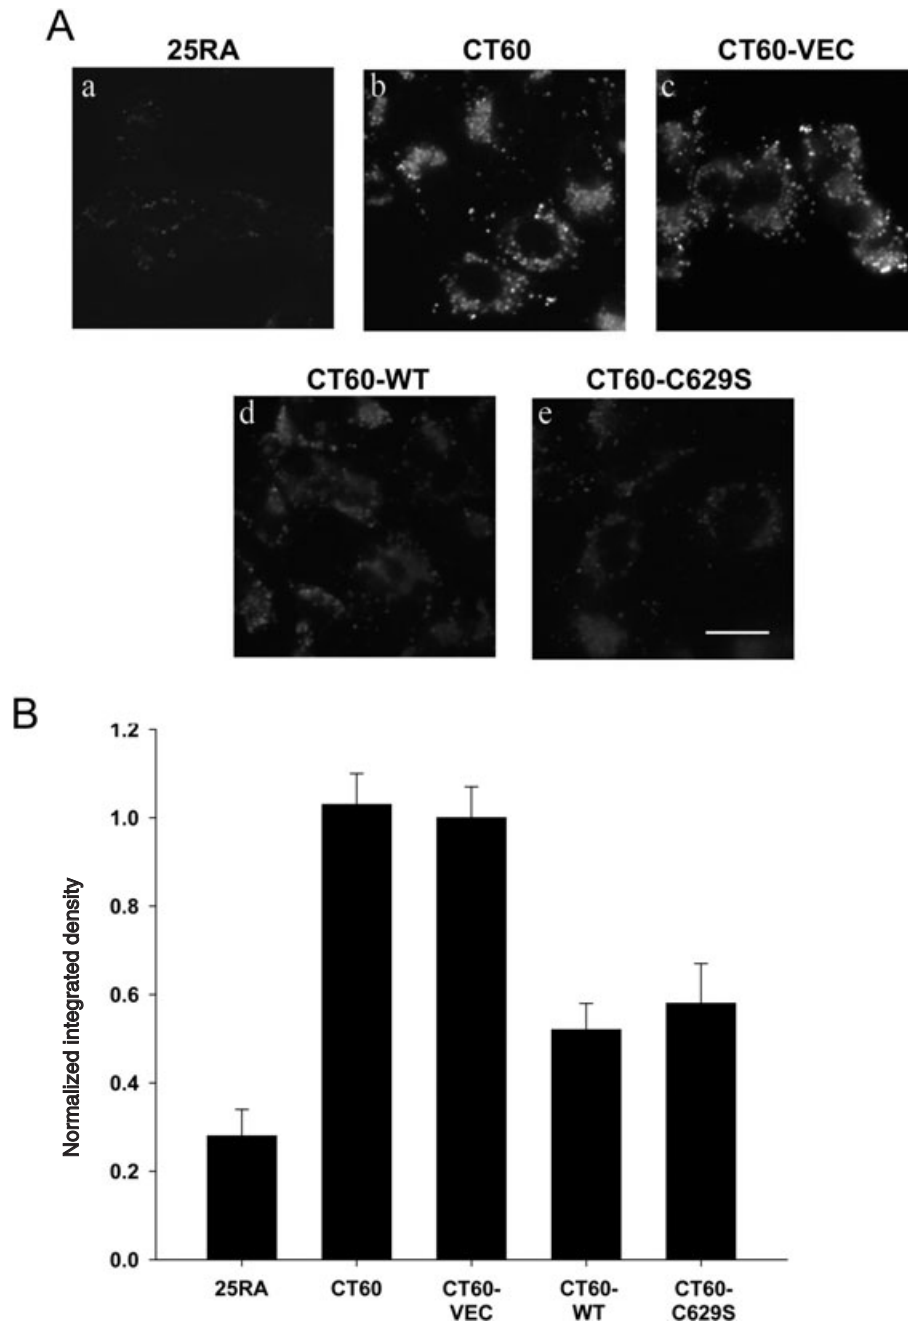 A
25RA
CT60
CT60-VEC
a
b
c
CT60-WT
CT60-C629S
d
e
B
1.2
1.0
0.8
0.6
0.4
0.2
0.0
Normalized integrated density
25RA
CT60
CT60-
VEC
CT60-
WT
CT60-
C629S